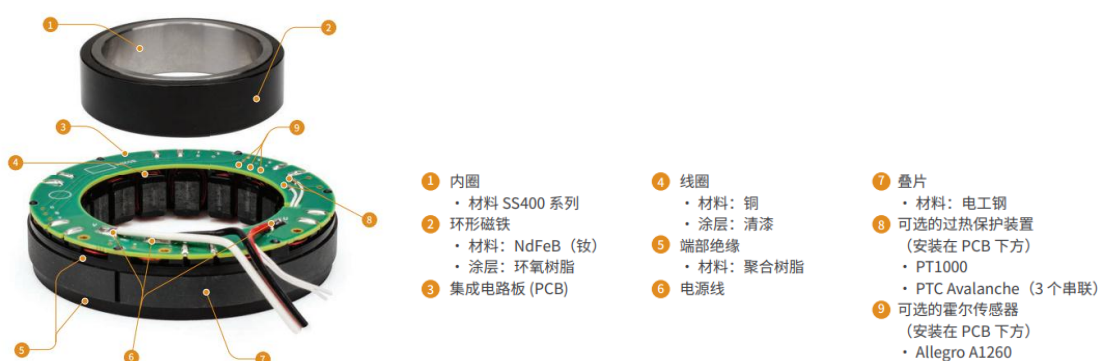 1
2
3
9
4
8
5
6
7
1 内圈
• 材料 SS400 系列
2 环形磁铁
• 材料：NdFeB（钕）
• 涂层：环氧树脂
3 集成电路板 (PCB)
4 线圈
• 材料：铜
• 涂层：清漆
5 端部绝缘
• 材料：聚合树脂
6 电源线
7 叠片
• 材料：电工钢
8 可选的过热保护装置
（安装在 PCB 下方）
• PT1000
• PTC Avalanche（3 个串联）
9 可选的霍尔传感器
（安装在 PCB 下方）
• Allegro A1260